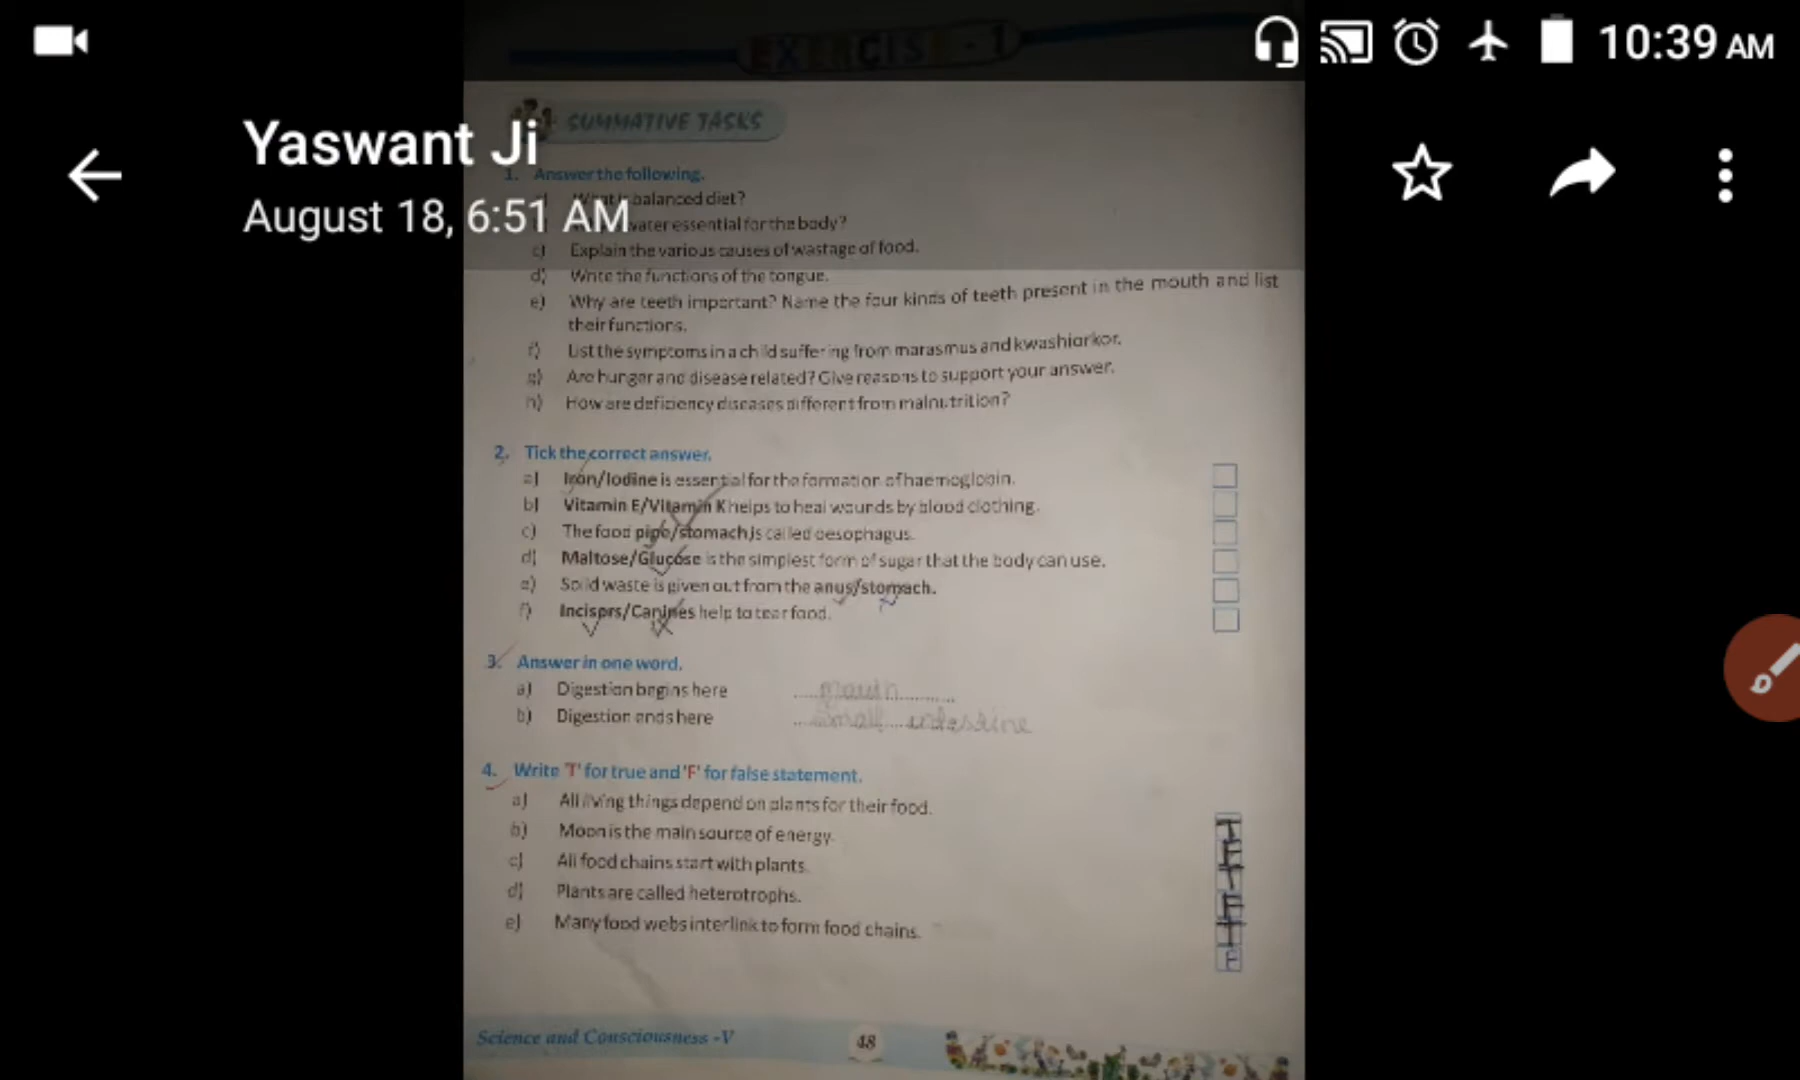 10:39 AM
EXERCISE - 1
Yaswant Ji
August 18, 6:51 AM
SUMMATIVE TASKS
1. Answer the following.
What is balanced diet?
water essential for the body?
c) Explain the various causes of wastage of food.
d) Write the functions of the tongue.
e) Why are teeth important? Name the four kinds of teeth present in the mouth and list
their functions.
f) List the symptoms in a child suffering from marasmus and kwashiorkor.
g) Are hunger and disease related? Give reasons to support your answer.
h) How are deficiency diseases different from malnutrition?
2. Tick the correct answer.
a) Iron/Iodine is essential for the formation of haemoglobin.
b) Vitamin E/Vitamin K helps to heal wounds by blood clothing.
c) The food pipe/stomach is called oesophagus.
d) Maltose/Glucose is the simplest form of sugar that the body can use.
e) Solid waste is given out from the anus/stomach.
f) Incisors/Canines help to tear food.
3. Answer in one word.
a) Digestion begins here mouth
b) Digestion ends here small intestine
4. Write 'T' for true and 'F' for false statement.
a) All living things depend on plants for their food. T
b) Moon is the main source of energy. F
c) All food chains start with plants. T
d) Plants are called heterotrophs. F
e) Many food webs interlink to form food chains.
F
Science and Consciousness -V
48